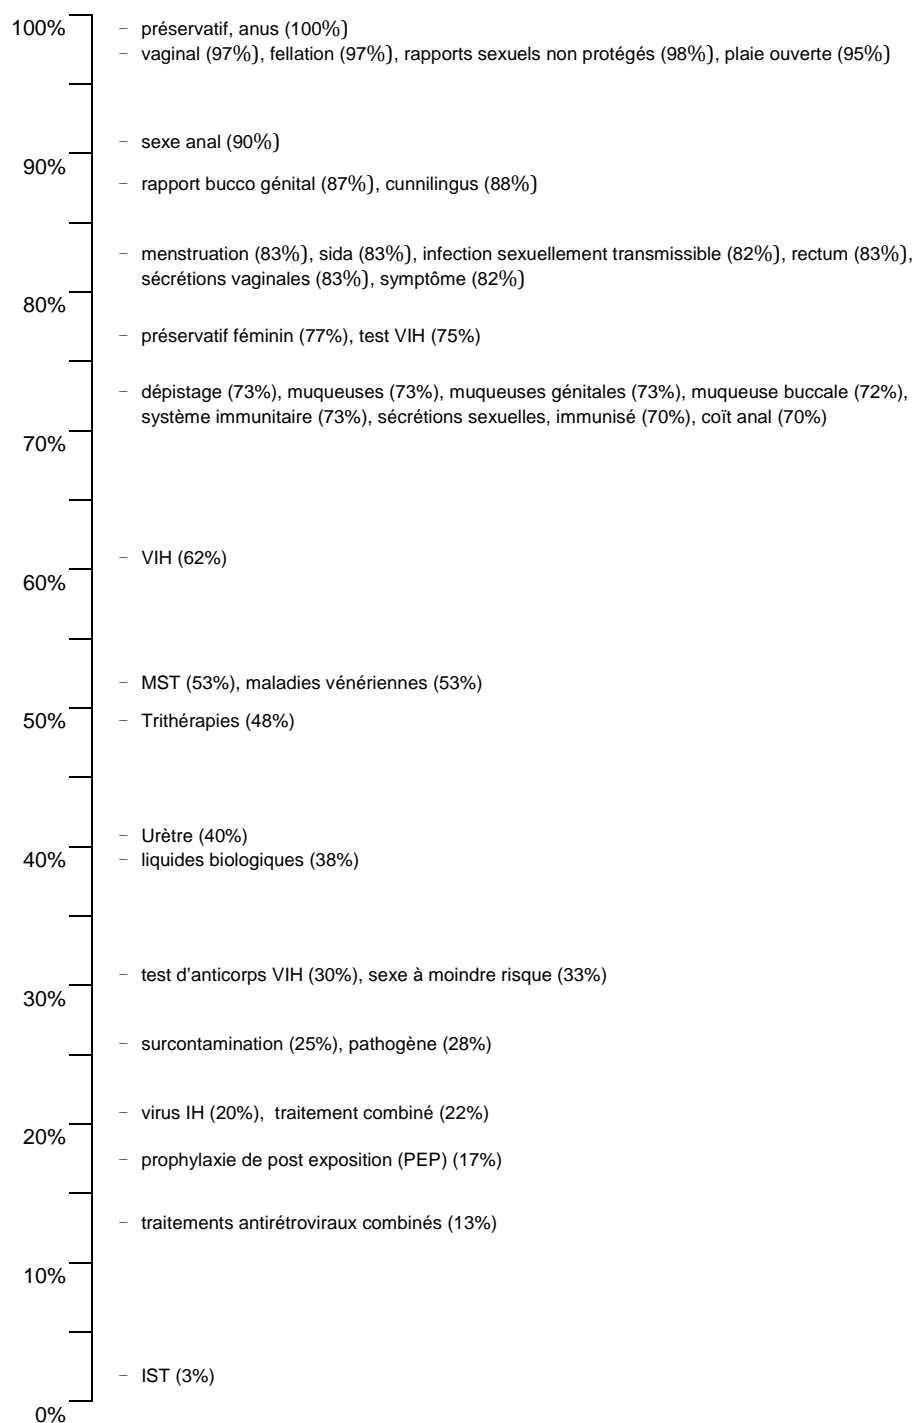 100%
préservatif, anus (100%)
vaginal (97%), fellation (97%), rapports sexuels non protégés (98%), plaie ouverte (95%)
sexe anal (90%)
90%
rapport bucco génital (87%), cunnilingus (88%)
menstruation (83%), sida (83%), infection sexuellement transmissible (82%), rectum (83%),
sécrétions vaginales (83%), symptôme (82%)
80%
préservatif féminin (77%), test VIH (75%)
dépistage (73%), muqueuses (73%), muqueuses génitales (73%), muqueuse buccale (72%),
système immunitaire (73%), sécrétions sexuelles, immunisé (70%), coït anal (70%)
70%
VIH (62%)
60%
MST (53%), maladies vénériennes (53%)
50%
Trithérapies (48%)
Urètre (40%)
40%
liquides biologiques (38%)
test d'anticorps VIH (30%), sexe à moindre risque (33%)
30%
surcontamination (25%), pathogène (28%)
virus IH (20%), traitement combiné (22%)
20%
prophylaxie de post exposition (PEP) (17%)
traitements antirétroviraux combinés (13%)
10%
IST (3%)
0%